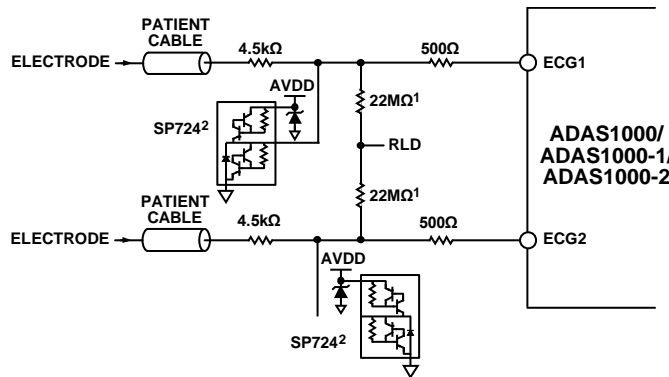 PATIENT
CABLE
ELECTRODE
4.5kΩ
500Ω
ECG1
AVDD
SP724²
22MΩ¹
RLD
ADAS1000/
ADAS1000-1/
ADAS1000-2
22MΩ¹
PATIENT
CABLE
ELECTRODE
4.5kΩ
500Ω
ECG2
AVDD
SP724²